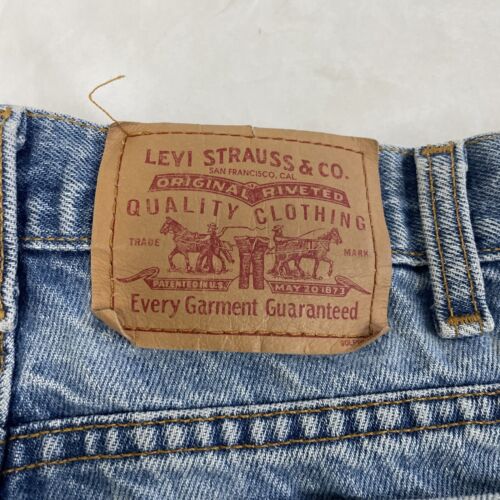 LEVI STRAUSS & CO.
SAN FRANCISCO, CAL.
ORIGINAL RIVETED
QUALITY CLOTHING
TRADE MARK
PATENTED IN U.S. MAY 20 1873
Every Garment Guaranteed